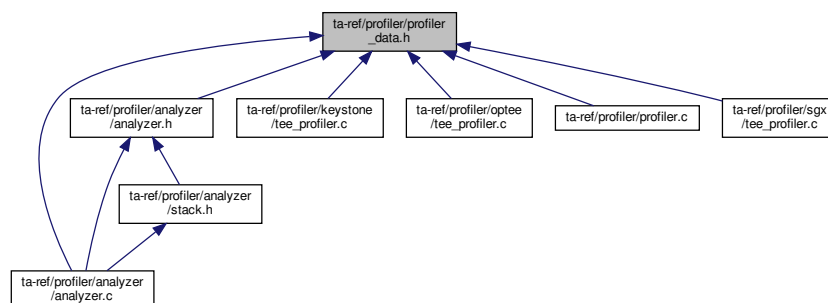 ta-ref/profiler/profiler
_data.h
ta-ref/profiler/analyzer
/analyzer.h
ta-ref/profiler/keystone
/tee_profiler.c
ta-ref/profiler/optee
/tee_profiler.c
ta-ref/profiler/profiler.c
ta-ref/profiler/sgx
/tee_profiler.c
ta-ref/profiler/analyzer
/stack.h
ta-ref/profiler/analyzer
/analyzer.c